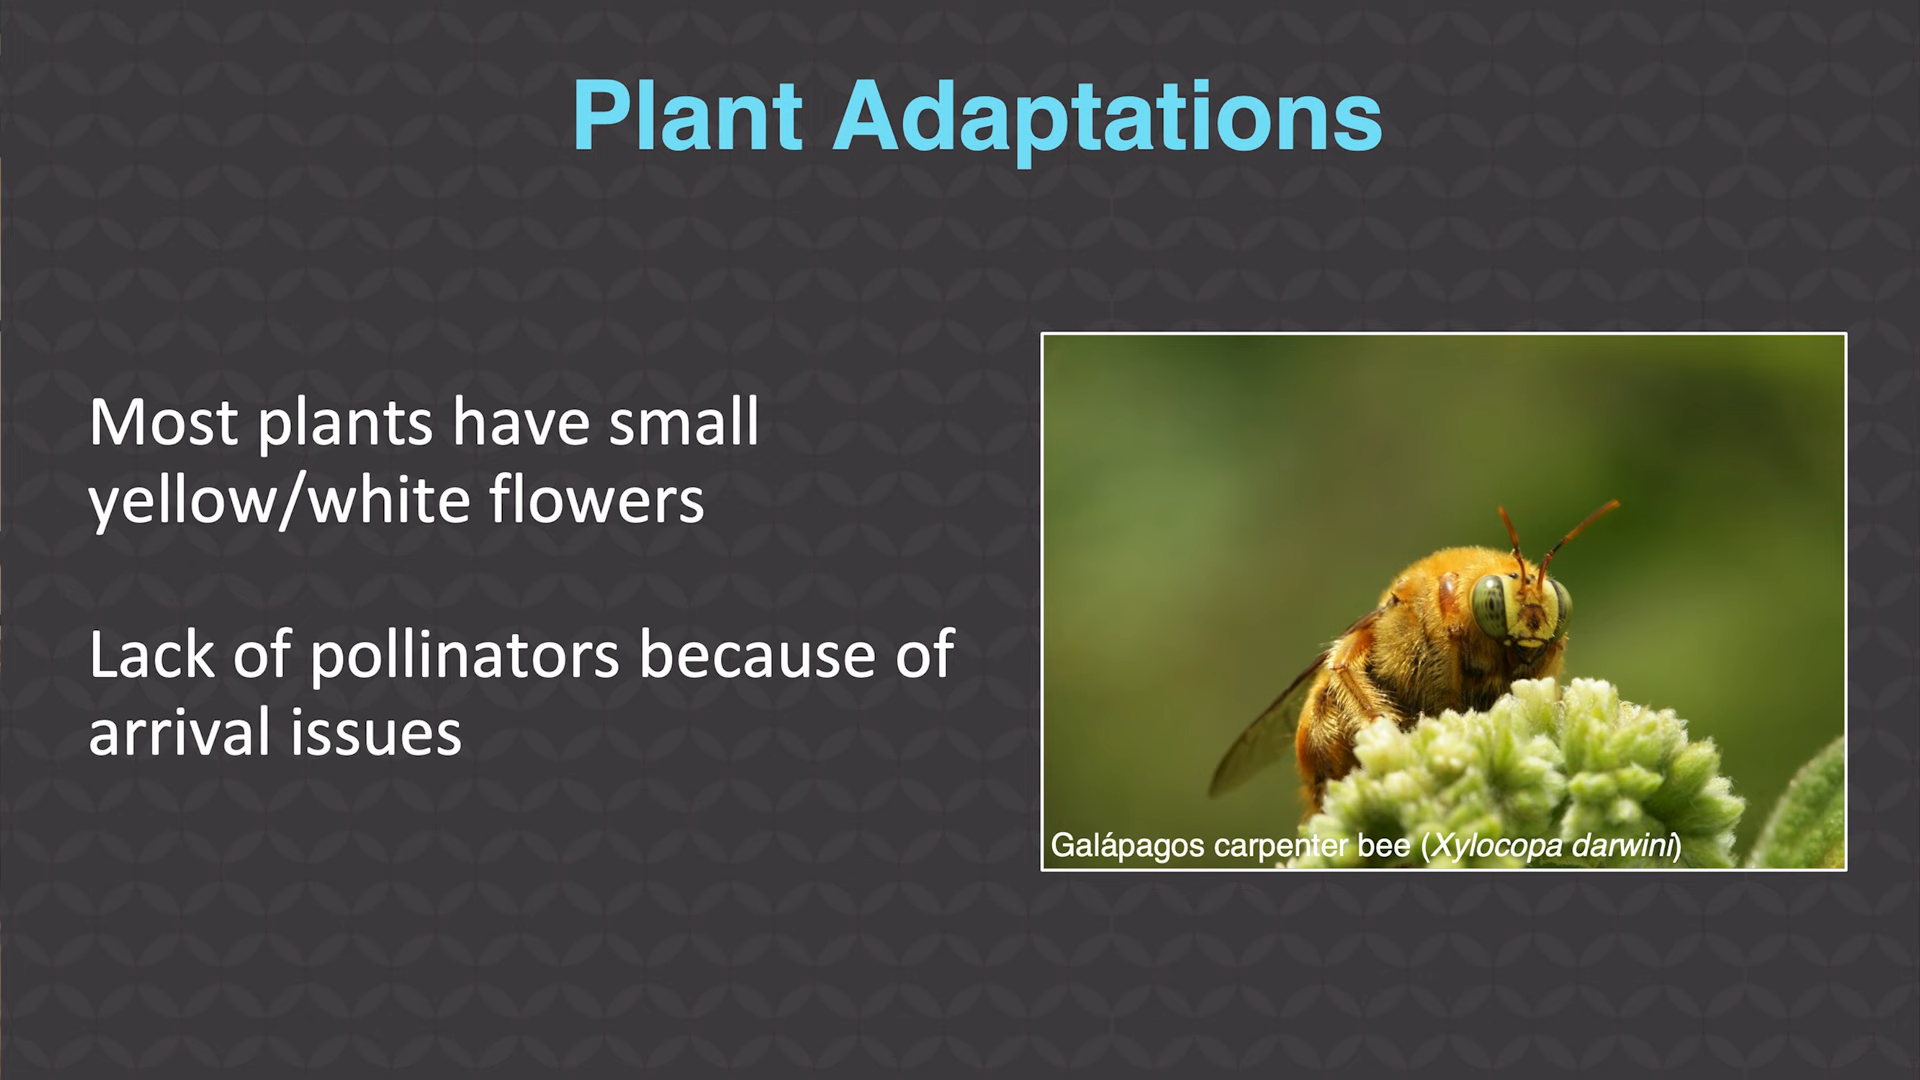 Plant Adaptations
Most plants have small
yellow/white flowers
Lack of pollinators because of
arrival issues
Galápagos carpenter bee (Xylocopa darwini)